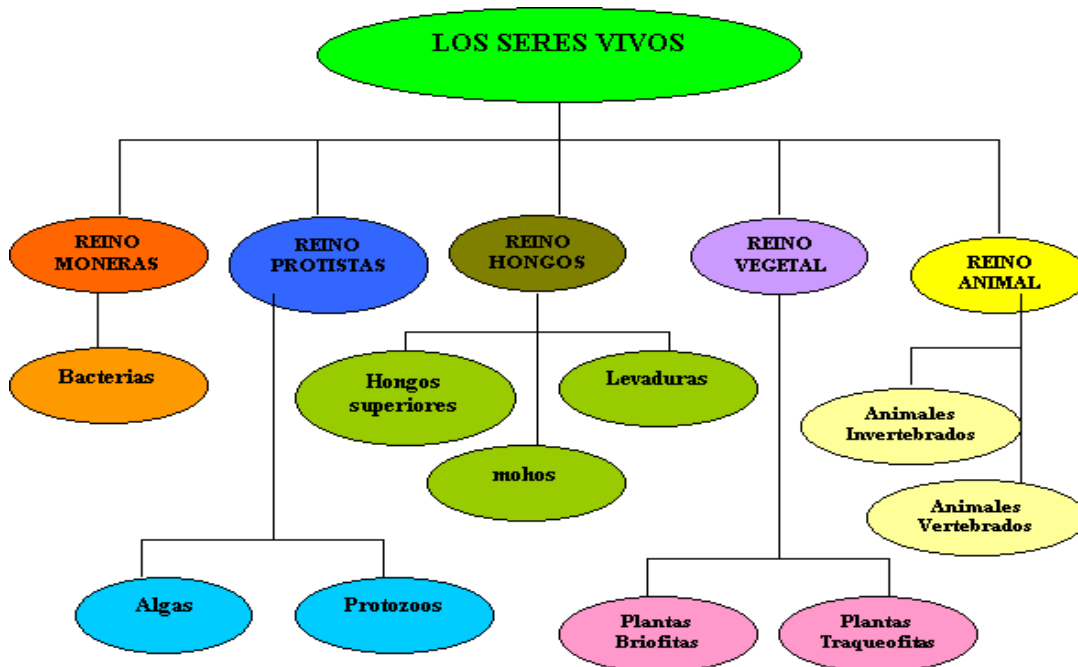 LOS SERES VIVOS
REINO
MONERAS
REINO
PROTISTAS
REINO
HONGOS
REINO
VEGETAL
REINO
ANIMAL
Bacterias
Hongos
superiores
Levaduras
mohos
Animales
Invertebrados
Animales
Vertebrados
Algas
Protozoos
Plantas
Briofitas
Plantas
Traqueofitas